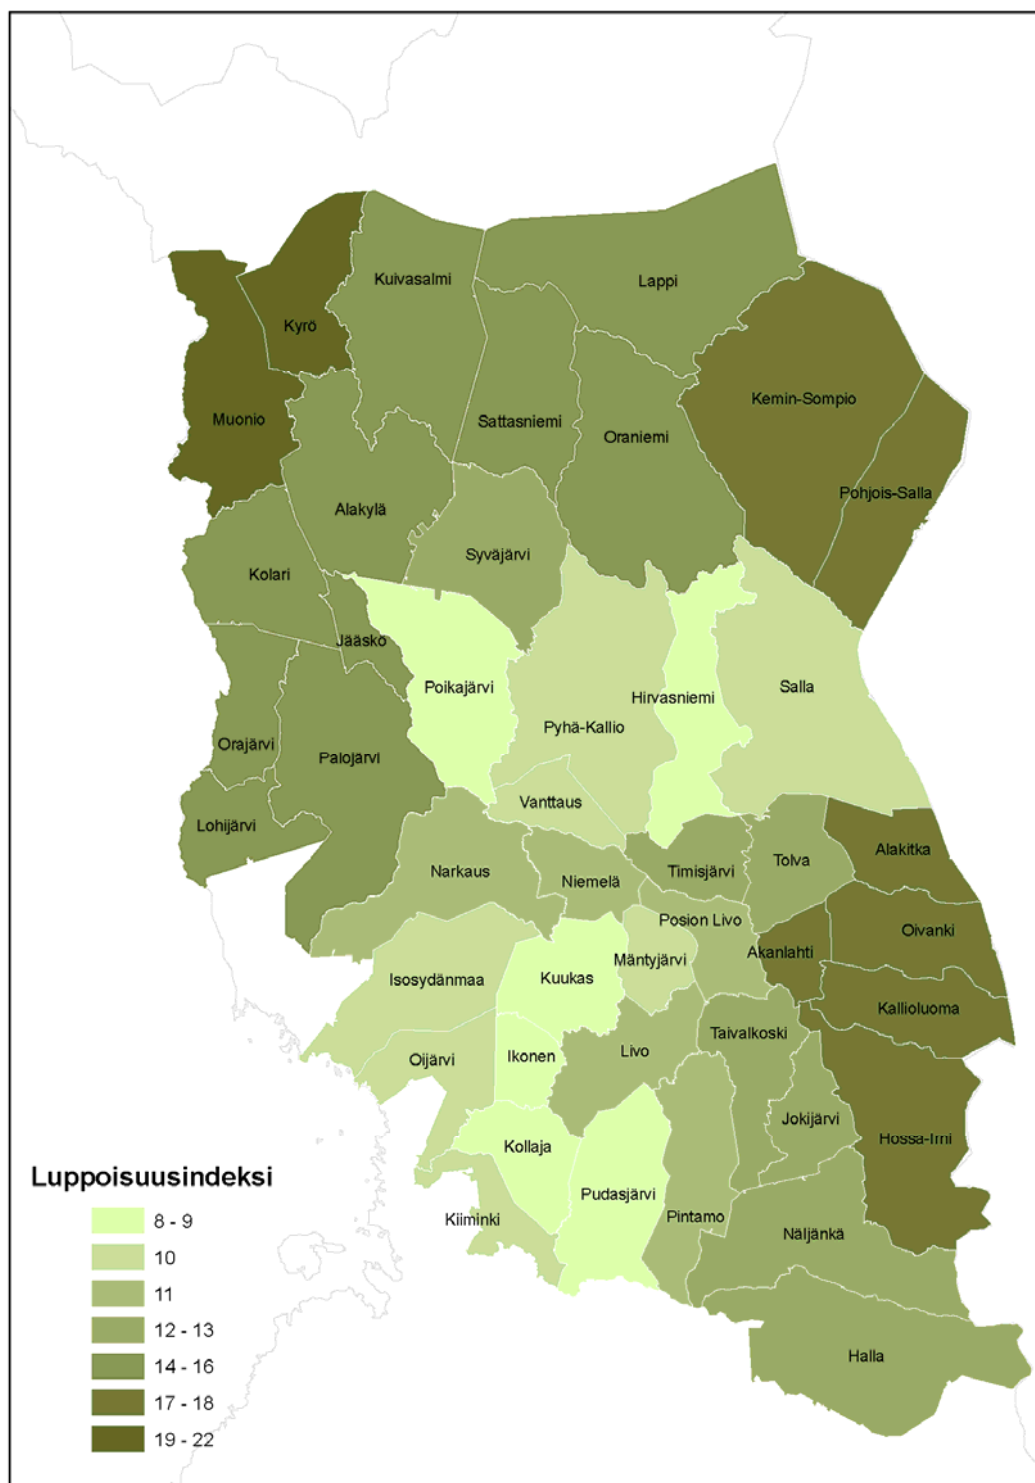 Kuivasalmi
Lappi
Kyrö
Kemin-Sompio
Muonio
Sattasniemi
Oraniemi
Pohjois-Salla
Alakylä
Syväjärvi
Kolari
Jääskö
Poikajärvi
Hirvasniemi
Salla
Pyhä-Kallio
Orajärvi
Palojärvi
Vanttaus
Lohijärvi
Alakitka
Narkaus
Niemelä
Timisjärvi
Tolva
Posion Livo
Oivanki
Akanlahti
Mäntyjärvi
Isosydänmaa
Kuukas
Kallioluoma
Taivalkoski
Oijärvi
Ikonen
Livo
Jokijärvi
Hossa-Irni
Kollaja
Pudasjärvi
Kiiminki
Pintamo
Näljänkä
Halla
Luppoisuusindeksi
8 - 9
10
11
12 - 13
14 - 16
17 - 18
19 - 22